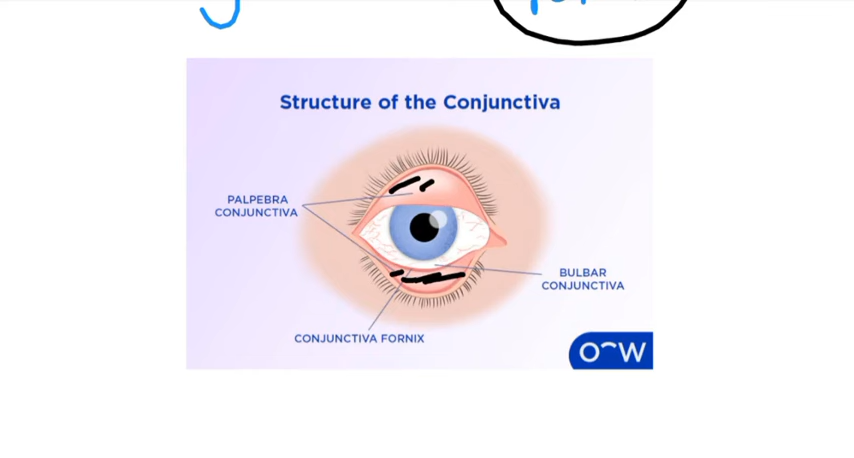 Structure of the Conjunctiva
PALPEBRA
CONJUNCTIVA
BULBAR
CONJUNCTIVA
CONJUNCTIVA FORNIX
O~W